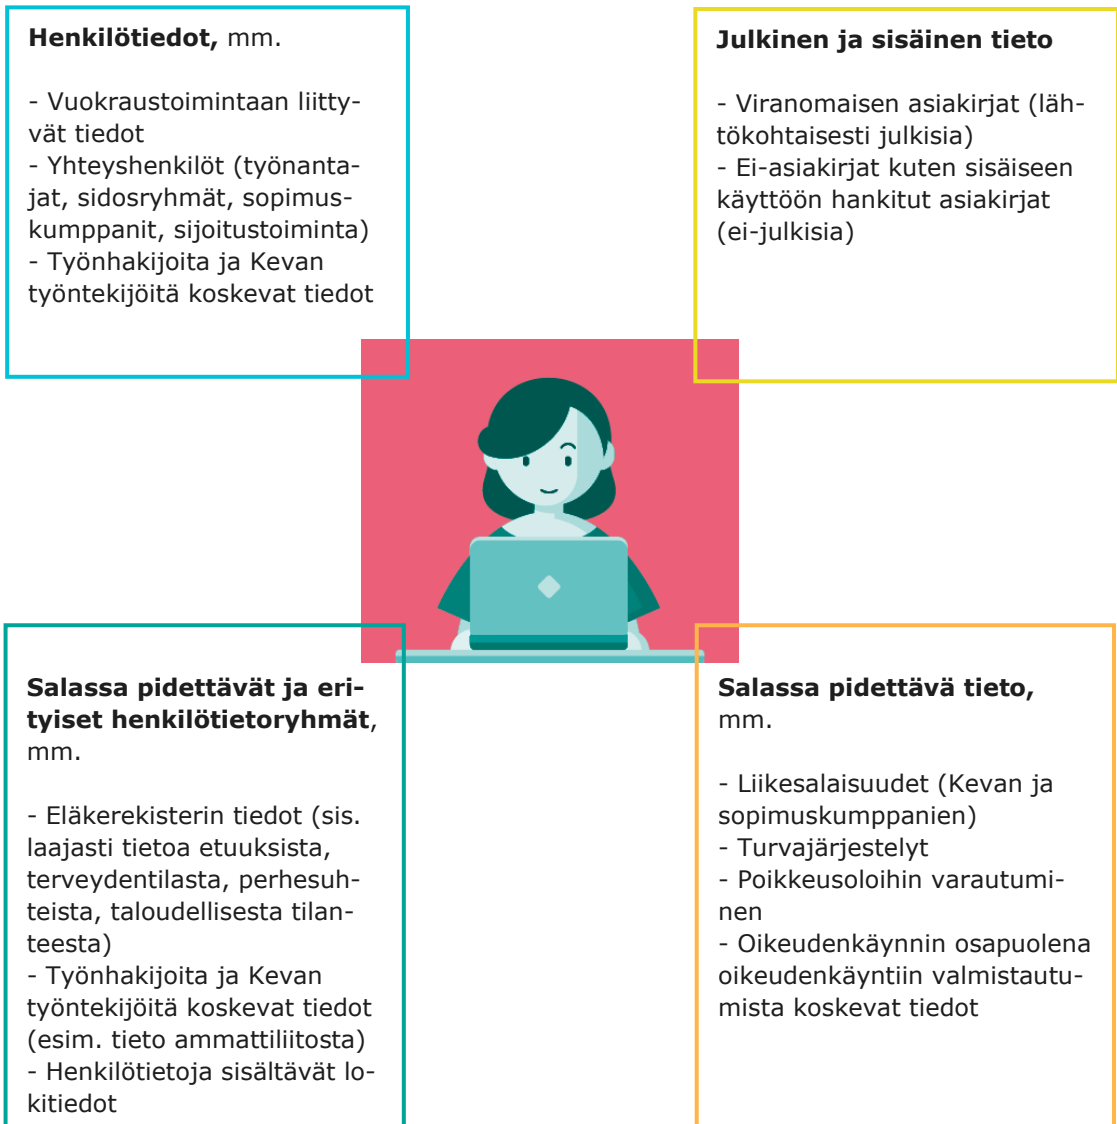 Henkilötiedot, mm.
- Vuokraustoimintaan liitty-
vät tiedot
- Yhteyshenkilöt (työnanta-
jat, sidosryhmät, sopimus-
kumppanit, sijoitustoiminta)
- Työnhakijoita ja Kevan
työntekijöitä koskevat tiedot
Julkinen ja sisäinen tieto
- Viranomaisen asiakirjat (läh-
tökohtaisesti julkisia)
- Ei-asiakirjat kuten sisäiseen
käyttöön hankitut asiakirjat
(ei-julkisia)
Salassa pidettävät ja eri-
tyiset henkilötietoryhmät,
mm.
- Eläkerekisterin tiedot (sis.
laajasti tietoa etuuksista,
terveydentilasta, perhesuh-
teista, taloudellisesta tilan-
teesta)
- Työnhakijoita ja Kevan
työntekijöitä koskevat tiedot
(esim. tieto ammattiliitosta)
- Henkilötietoja sisältävät lo-
kitiedot
Salassa pidettävä tieto,
mm.
- Liikesalaisuudet (Kevan ja
sopimuskumppanien)
- Turvajärjestelyt
- Poikkeusoloihin varautumi-
nen
- Oikeudenkäynnin osapuolena
oikeudenkäyntiin valmistautu-
mista koskevat tiedot